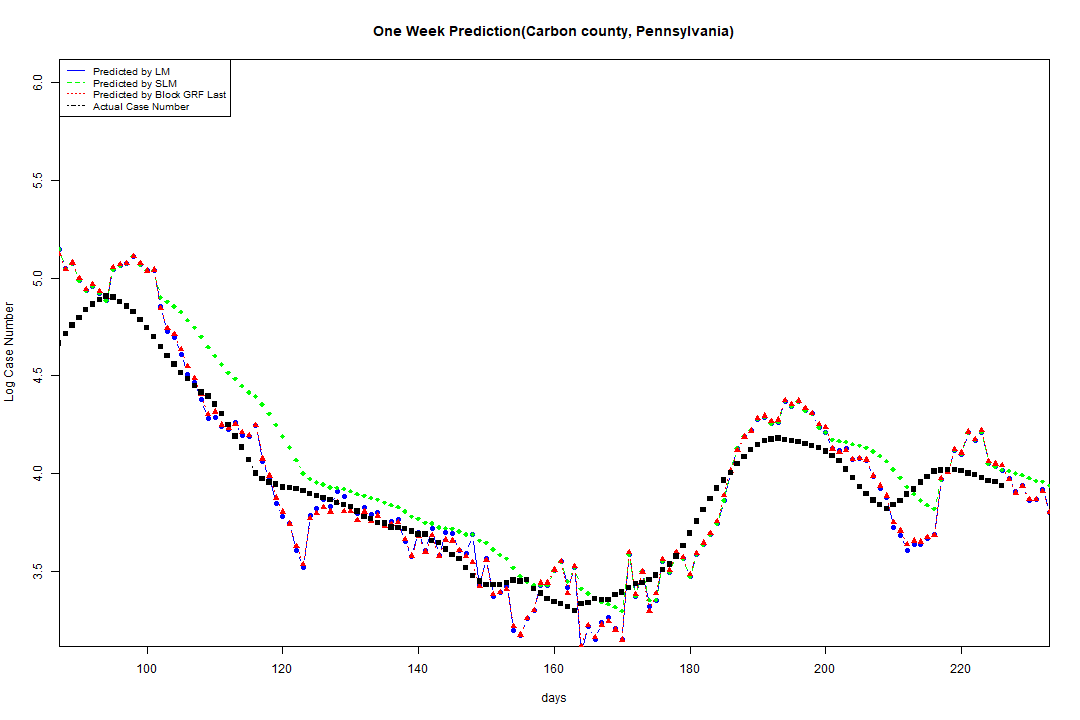 One Week Prediction(Carbon county, Pennsylvania)
Predicted by LM
Predicted by SLM
Predicted by Block GRF Last
Actual Case Number
6.0
5.5
5.0
4.5
4.0
3.5
Log Case Number
100 120 140 160 180 200 220
days